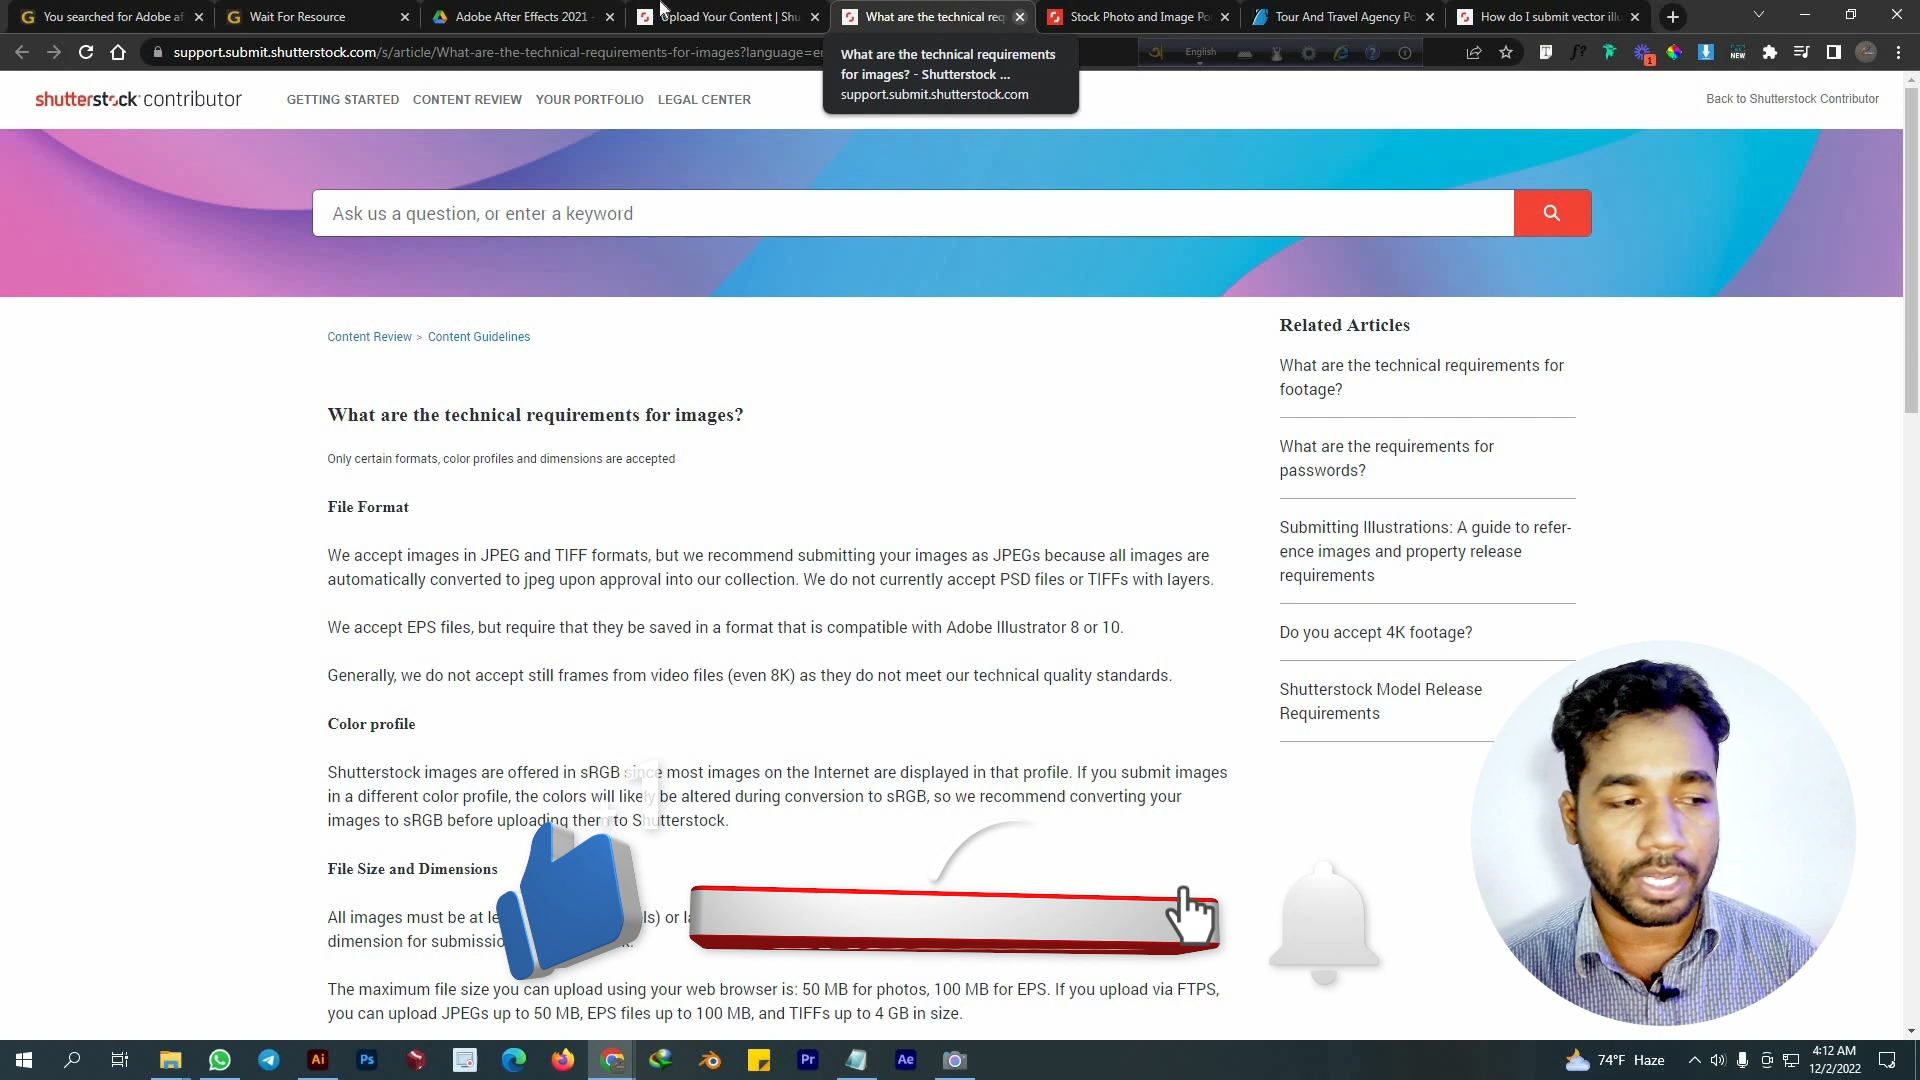 You searched for Adobe af
Wait For Resource
Adobe After Effects 2021 -
Upload Your Content | Shu
What are the technical req
Stock Photo and Image Po
Tour And Travel Agency Po
How do I submit vector illu
support.submit.shutterstock.com/s/article/What-are-the-technical-requirements-for-images?language=en
English
NEW
1
What are the technical requirements
for images? - Shutterstock ...
support.submit.shutterstock.com
shutterstock contributor
GETTING STARTED
CONTENT REVIEW
YOUR PORTFOLIO
LEGAL CENTER
Back to Shutterstock Contributor
Ask us a question, or enter a keyword
Content Review > Content Guidelines
What are the technical requirements for images?
Only certain formats, color profiles and dimensions are accepted
File Format
We accept images in JPEG and TIFF formats, but we recommend submitting your images as JPEGs because all images are
automatically converted to jpeg upon approval into our collection. We do not currently accept PSD files or TIFFs with layers.
We accept EPS files, but require that they be saved in a format that is compatible with Adobe Illustrator 8 or 10.
Generally, we do not accept still frames from video files (even 8K) as they do not meet our technical quality standards.
Color profile
Shutterstock images are offered in sRGB since most images on the Internet are displayed in that profile. If you submit images
in a different color profile, the colors will likely be altered during conversion to sRGB, so we recommend converting your
images to sRGB before uploading them to Shutterstock.
File Size and Dimensions
All images must be at le ls) or la
dimension for submissio k.
The maximum file size you can upload using your web browser is: 50 MB for photos, 100 MB for EPS. If you upload via FTPS,
you can upload JPEGs up to 50 MB, EPS files up to 100 MB, and TIFFs up to 4 GB in size.
Related Articles
What are the technical requirements for
footage?
What are the requirements for
passwords?
Submitting Illustrations: A guide to refer-
ence images and property release
requirements
Do you accept 4K footage?
Shutterstock Model Release
Requirements
Ai
Ps
Pr
Ae
74°F Haze
4:12 AM
12/2/2022